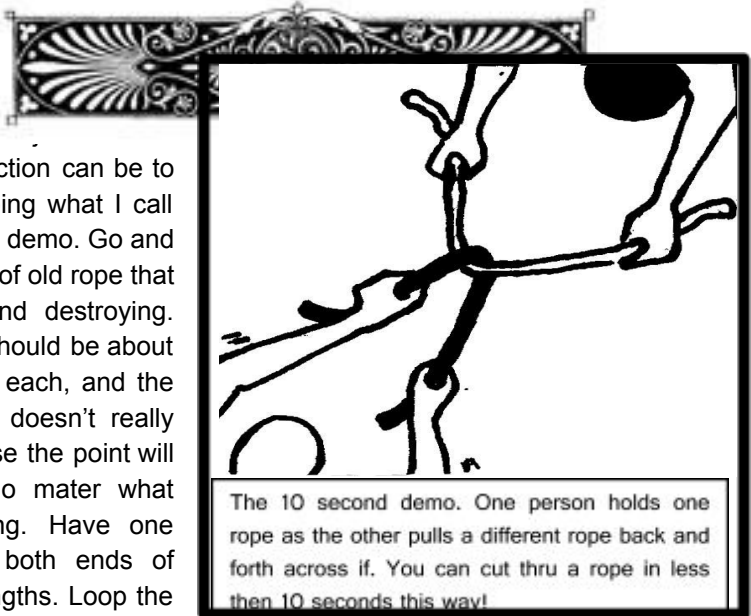 ction can be to
ing what I call
demo. Go and
of old rope that
nd destroying.
hould be about
each, and the
doesn't really
se the point will
o mater what
ng. Have one
both ends of
ngths. Loop the
The 10 second demo. One person holds one
rope as the other pulls a different rope back and
forth across if. You can cut thru a rope in less
then 10 seconds this way!